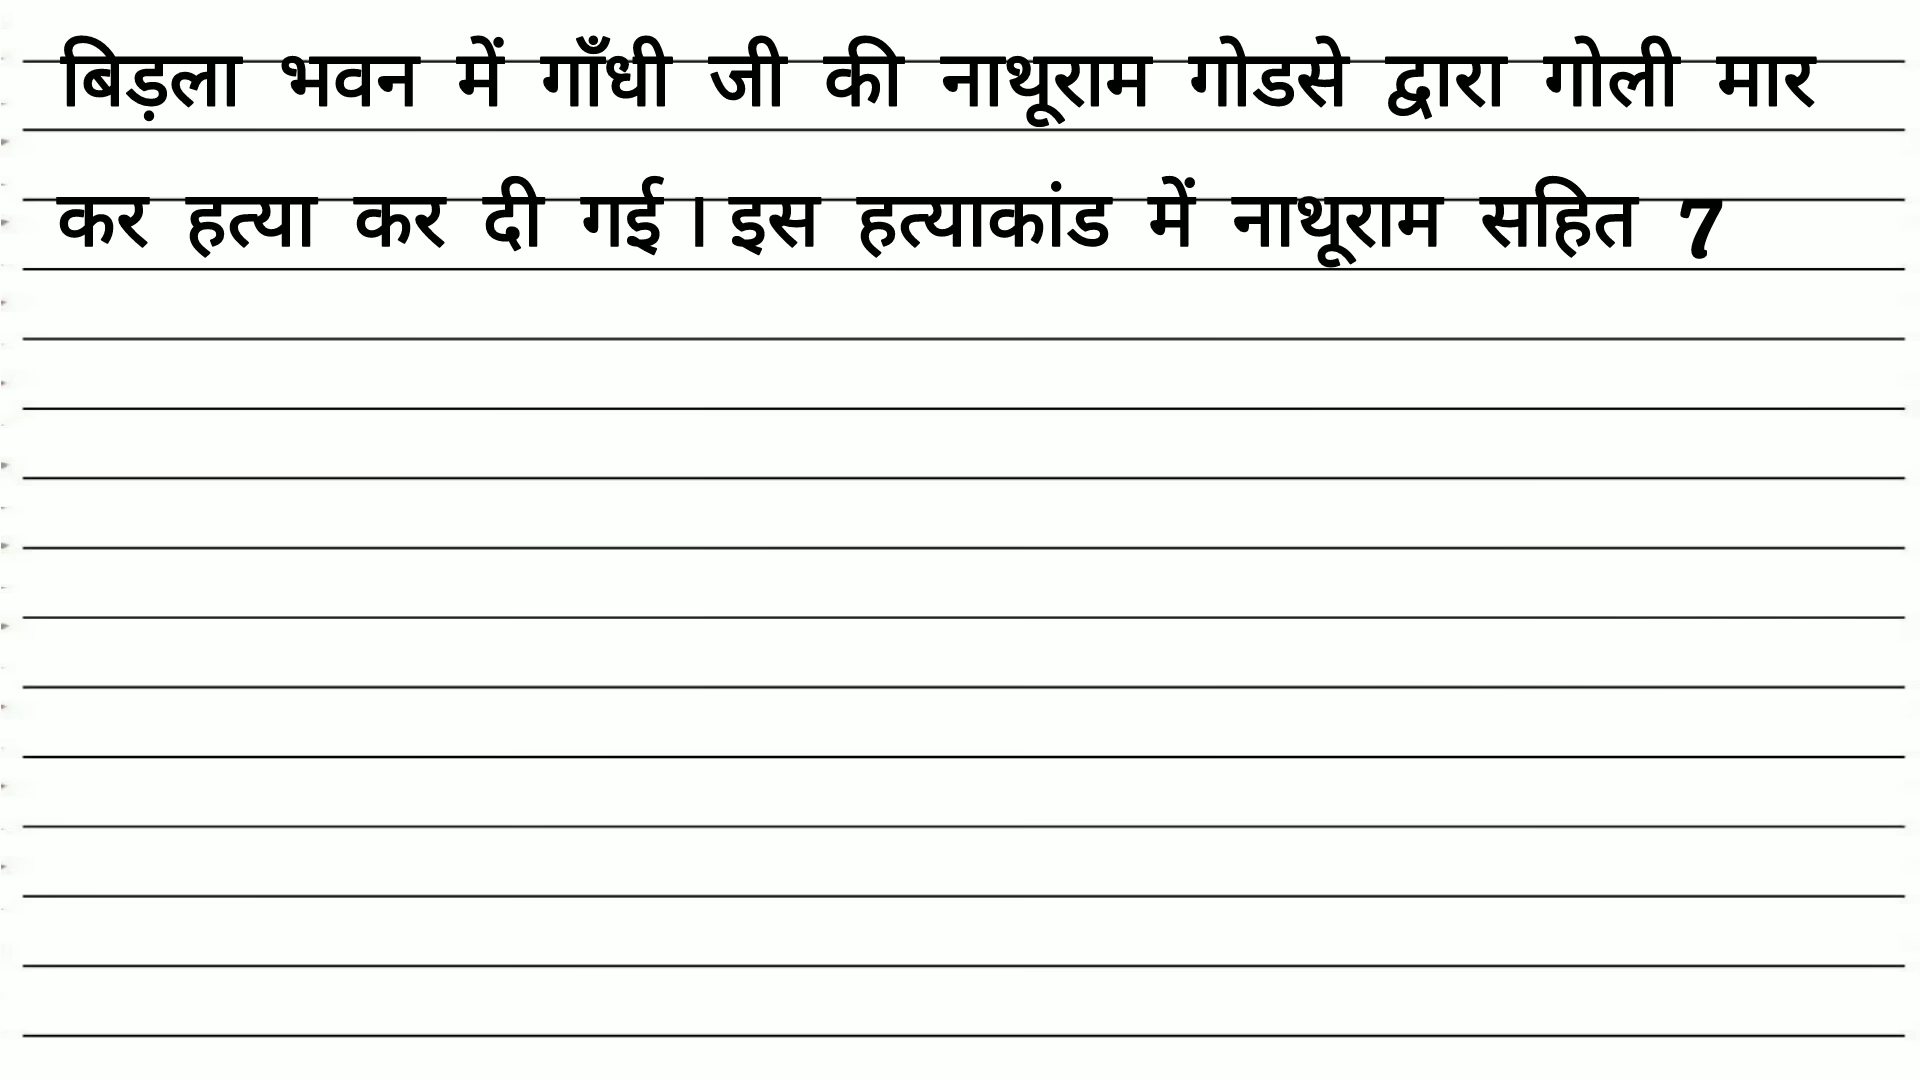 बिड़ला भवन में गाँधी जी की नाथूराम गोडसे द्वारा गोली मार
कर हत्या कर दी गई । इस हत्याकांड में नाथूराम सहित 7